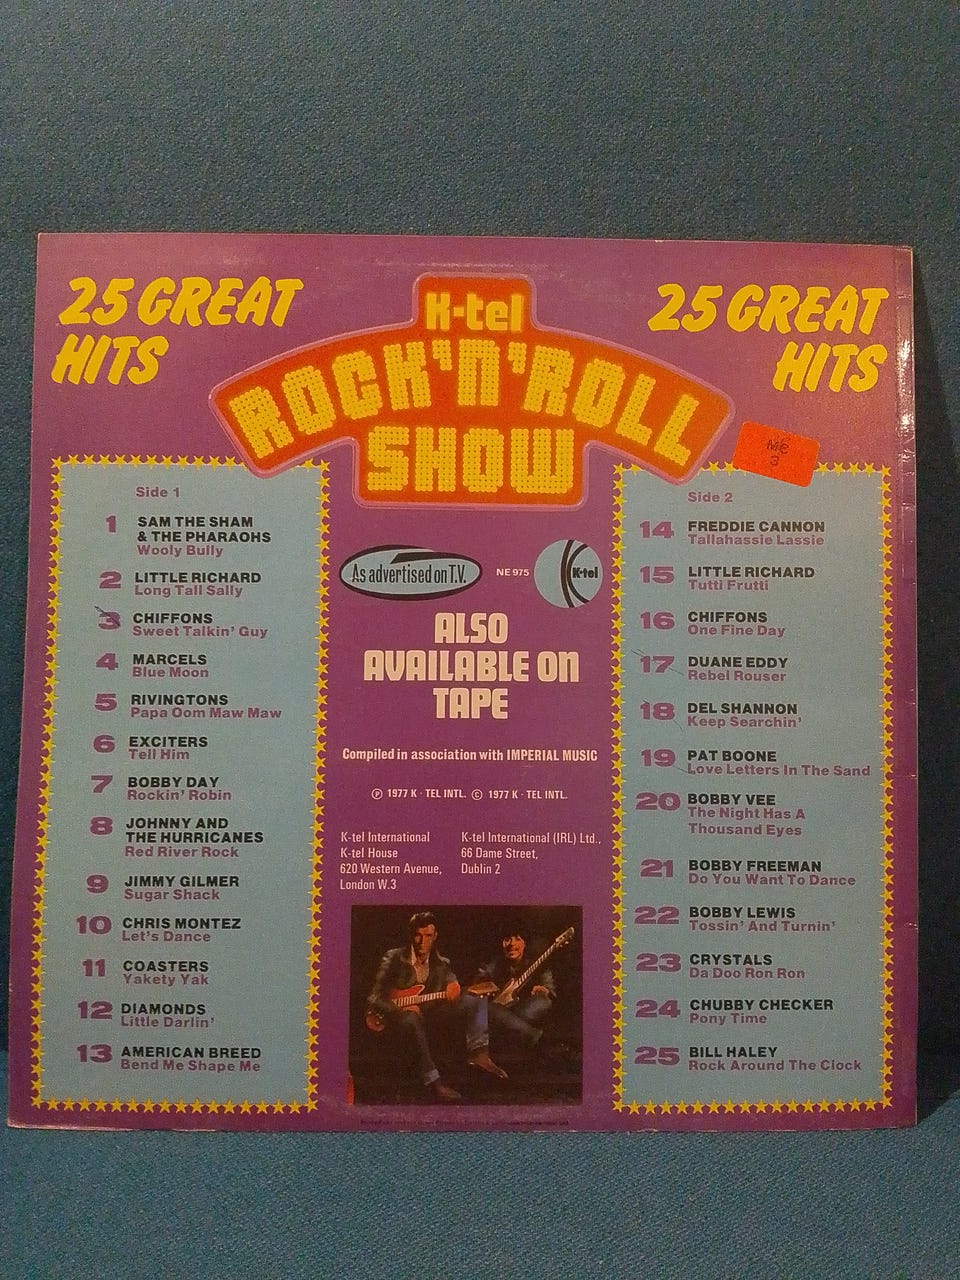 25 GREAT
HITS
K-tel
ROCK'N'ROLL
SHOW
25 GREAT
HITS
ME
3
Side 1
1 SAM THE SHAM
& THE PHARAOHS
Wooly Bully
2 LITTLE RICHARD
Long Tall Sally
3 CHIFFONS
Sweet Talkin' Guy
4 MARCELS
Blue Moon
5 RIVINGTONS
Papa Oom Maw Maw
6 EXCITERS
Tell Him
7 BOBBY DAY
Rockin' Robin
8 JOHNNY AND
THE HURRICANES
Red River Rock
9 JIMMY GILMER
Sugar Shack
10 CHRIS MONTEZ
Let's Dance
11 COASTERS
Yakety Yak
12 DIAMONDS
Little Darlin'
13 AMERICAN BREED
Bend Me Shape Me
As advertised on T.V.
NE 975
K-tel
ALSO
AVAILABLE ON
TAPE
Compiled in association with IMPERIAL MUSIC
℗ 1977 K · TEL INTL. © 1977 K · TEL INTL.
K-tel International
K-tel House
620 Western Avenue,
London W.3
K-tel International (IRL) Ltd.,
66 Dame Street,
Dublin 2
Side 2
14 FREDDIE CANNON
Tallahassie Lassie
15 LITTLE RICHARD
Tutti Frutti
16 CHIFFONS
One Fine Day
17 DUANE EDDY
Rebel Rouser
18 DEL SHANNON
Keep Searchin'
19 PAT BOONE
Love Letters In The Sand
20 BOBBY VEE
The Night Has A
Thousand Eyes
21 BOBBY FREEMAN
Do You Want To Dance
22 BOBBY LEWIS
Tossin' And Turnin'
23 CRYSTALS
Da Doo Ron Ron
24 CHUBBY CHECKER
Pony Time
25 BILL HALEY
Rock Around The Clock